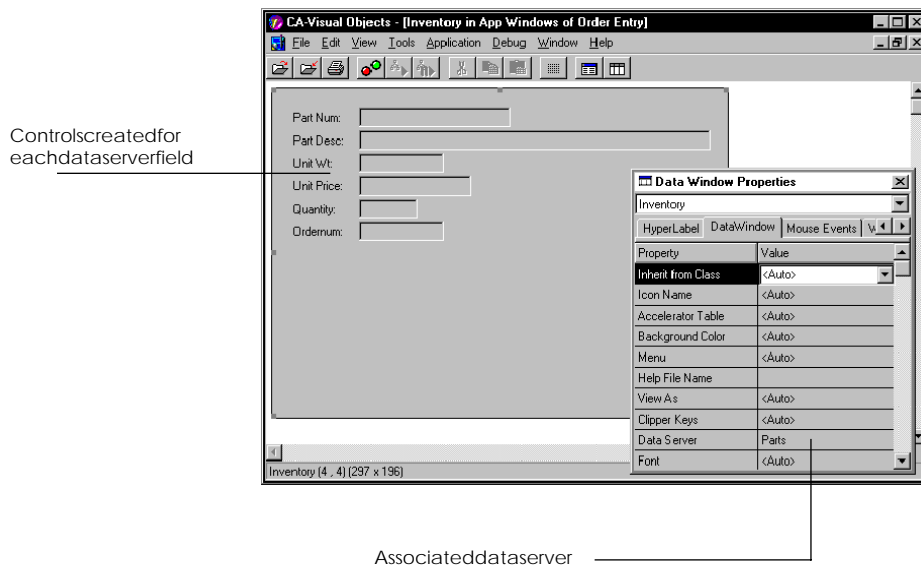 CA-Visual Objects - [Inventory in App Windows of Order Entry]
File Edit View Tools Application Debug Window Help
Controlscreatedfor
eachdataserverfield
Part Num:
Part Desc:
Unit Wt:
Unit Price:
Quantity:
Ordernum:
Data Window Properties
Inventory
HyperLabel DataWindow Mouse Events
Property Value
Inherit from Class <Auto>
Icon Name <Auto>
Accelerator Table <Auto>
Background Color <Auto>
Menu <Auto>
Help File Name
View As <Auto>
Clipper Keys <Auto>
Data Server Parts
Font <Auto>
Inventory (4 , 4) (297 x 196)
Associateddataserver